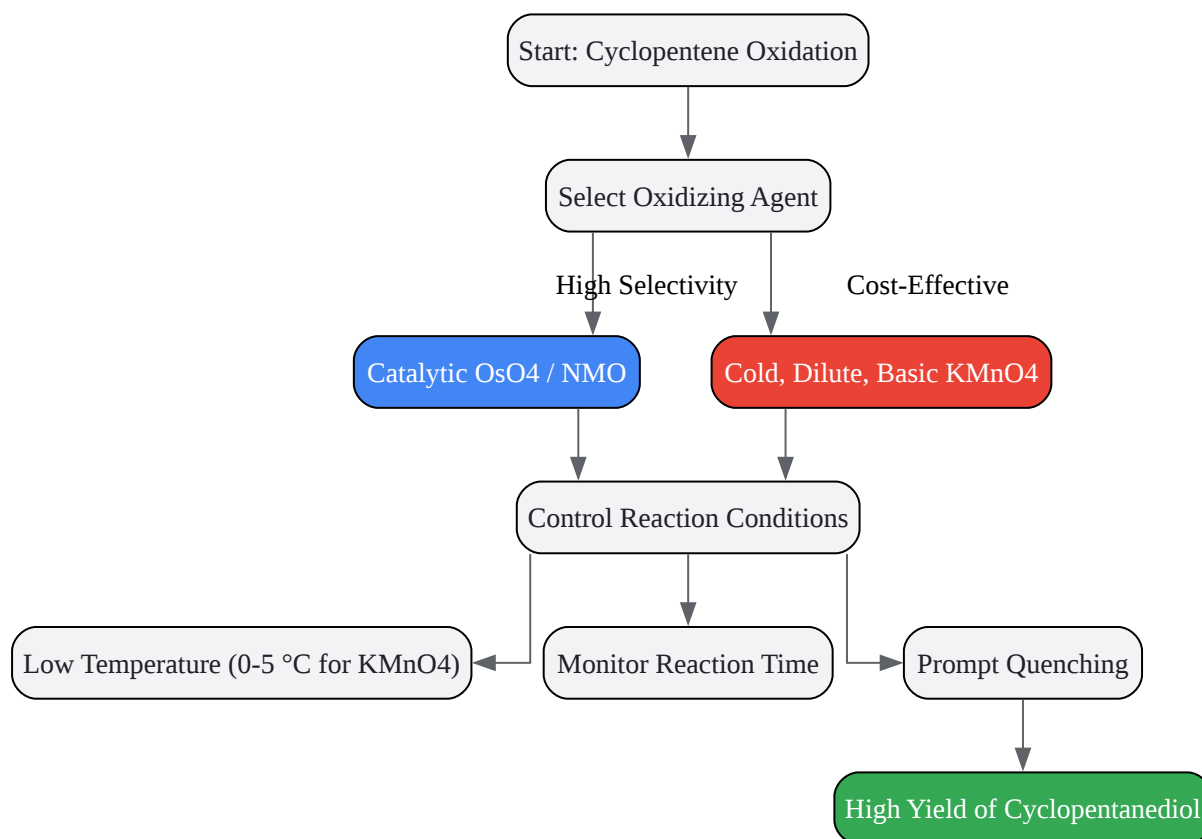 Start: Cyclopentene Oxidation
Select Oxidizing Agent
High Selectivity
Cost-Effective
Catalytic OsO4 / NMO
Cold, Dilute, Basic KMnO4
Control Reaction Conditions
Low Temperature (0-5 °C for KMnO4)
Monitor Reaction Time
Prompt Quenching
High Yield of Cyclopentanediol